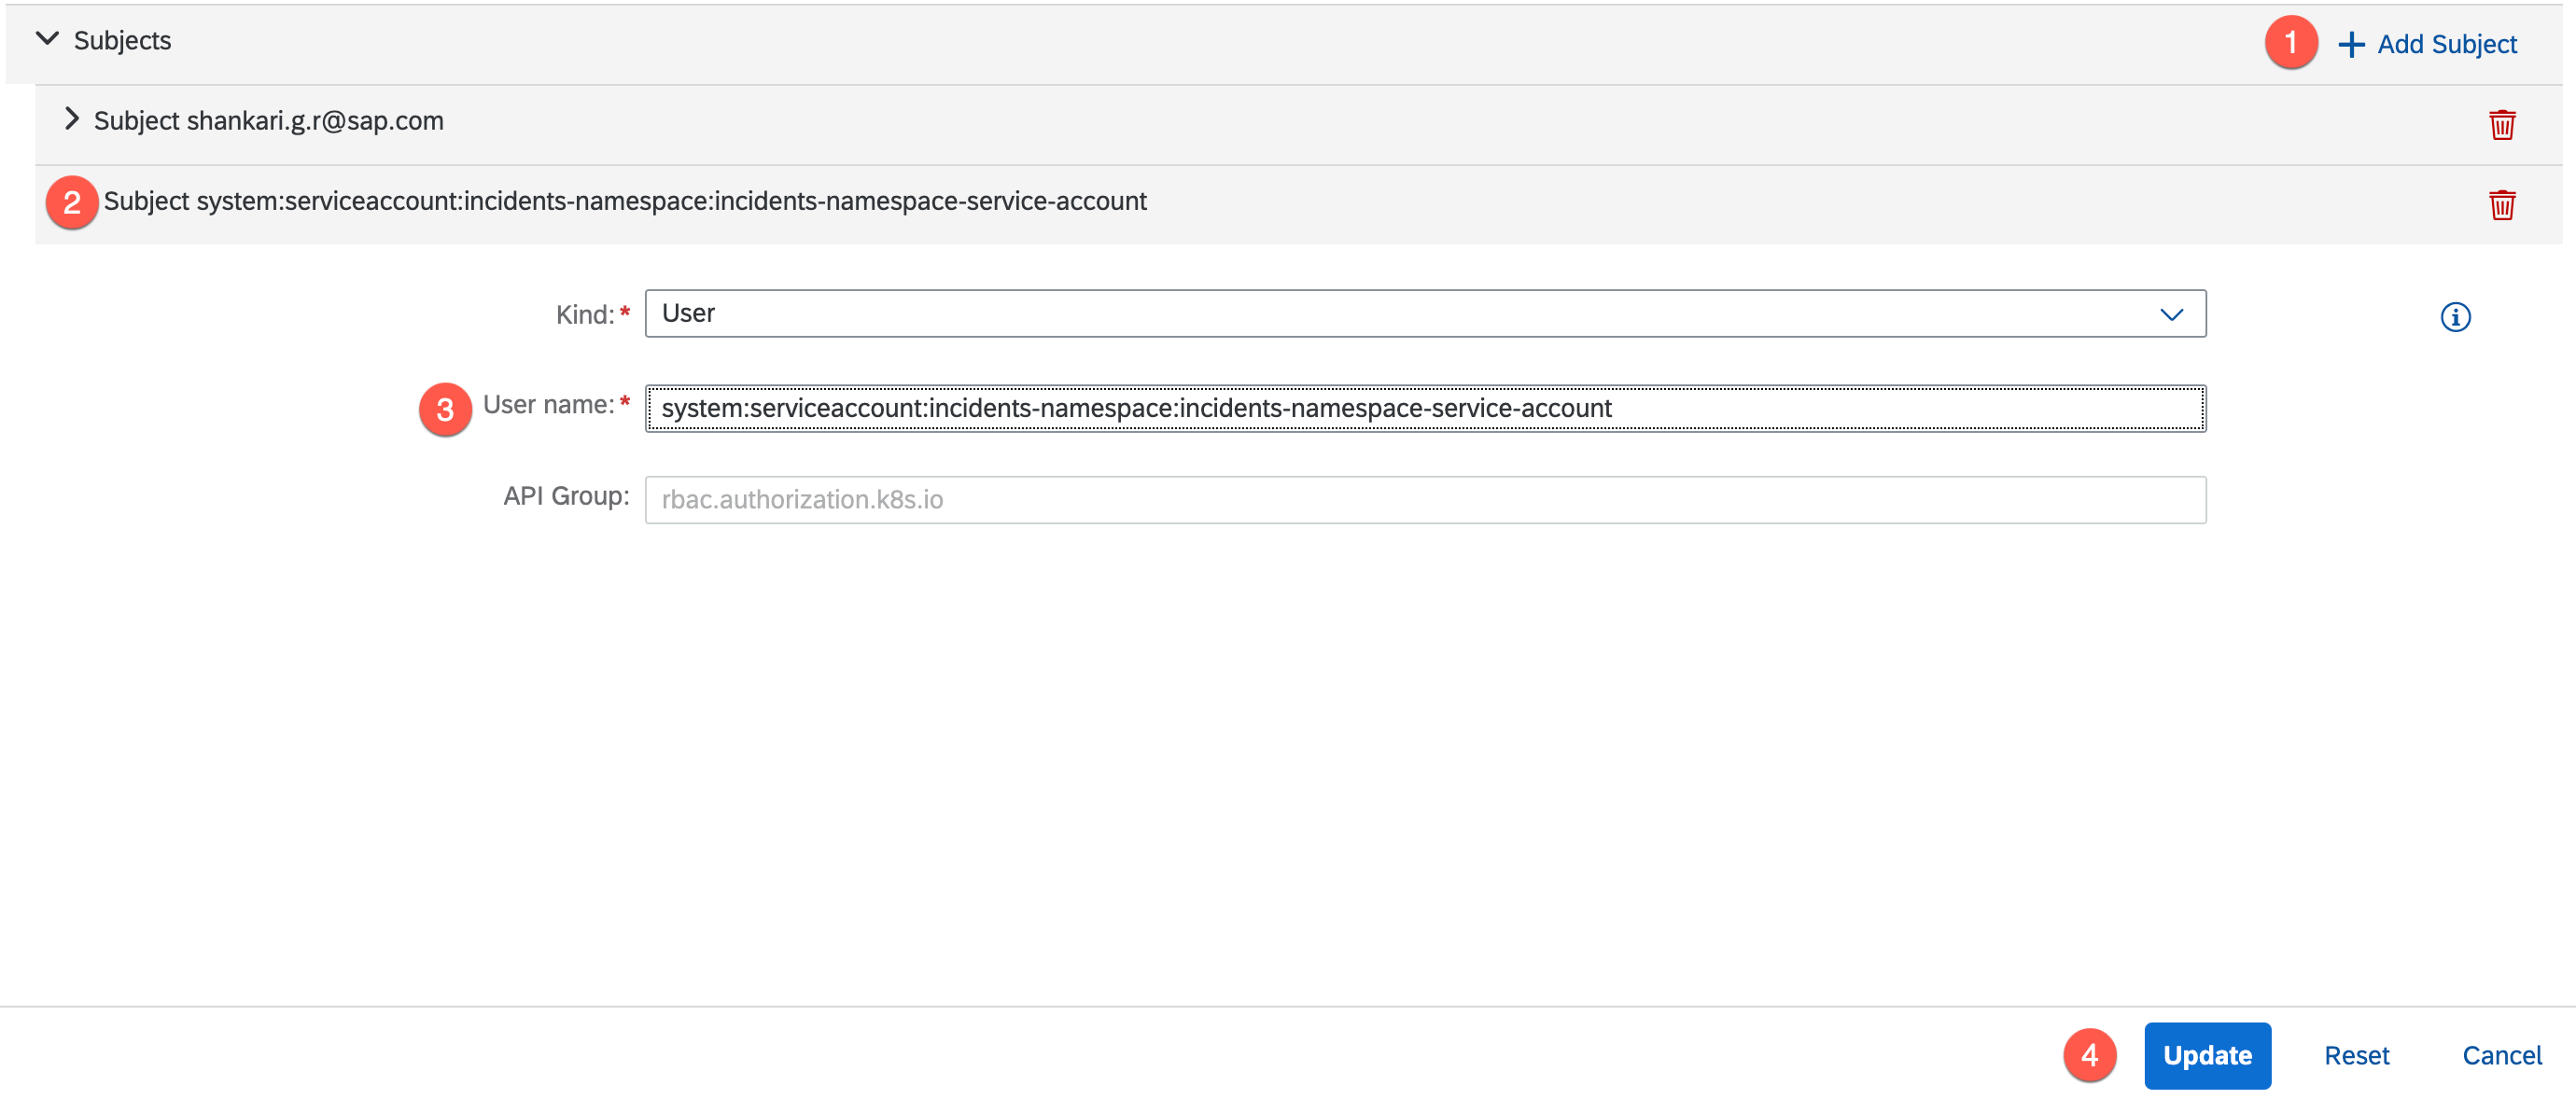 Subjects
1 + Add Subject
Subject shankari.g.r@sap.com
2 Subject system:serviceaccount:incidents-namespace:incidents-namespace-service-account
Kind:* User
3 User name:* system:serviceaccount:incidents-namespace:incidents-namespace-service-account
API Group: rbac.authorization.k8s.io
4 Update Reset Cancel